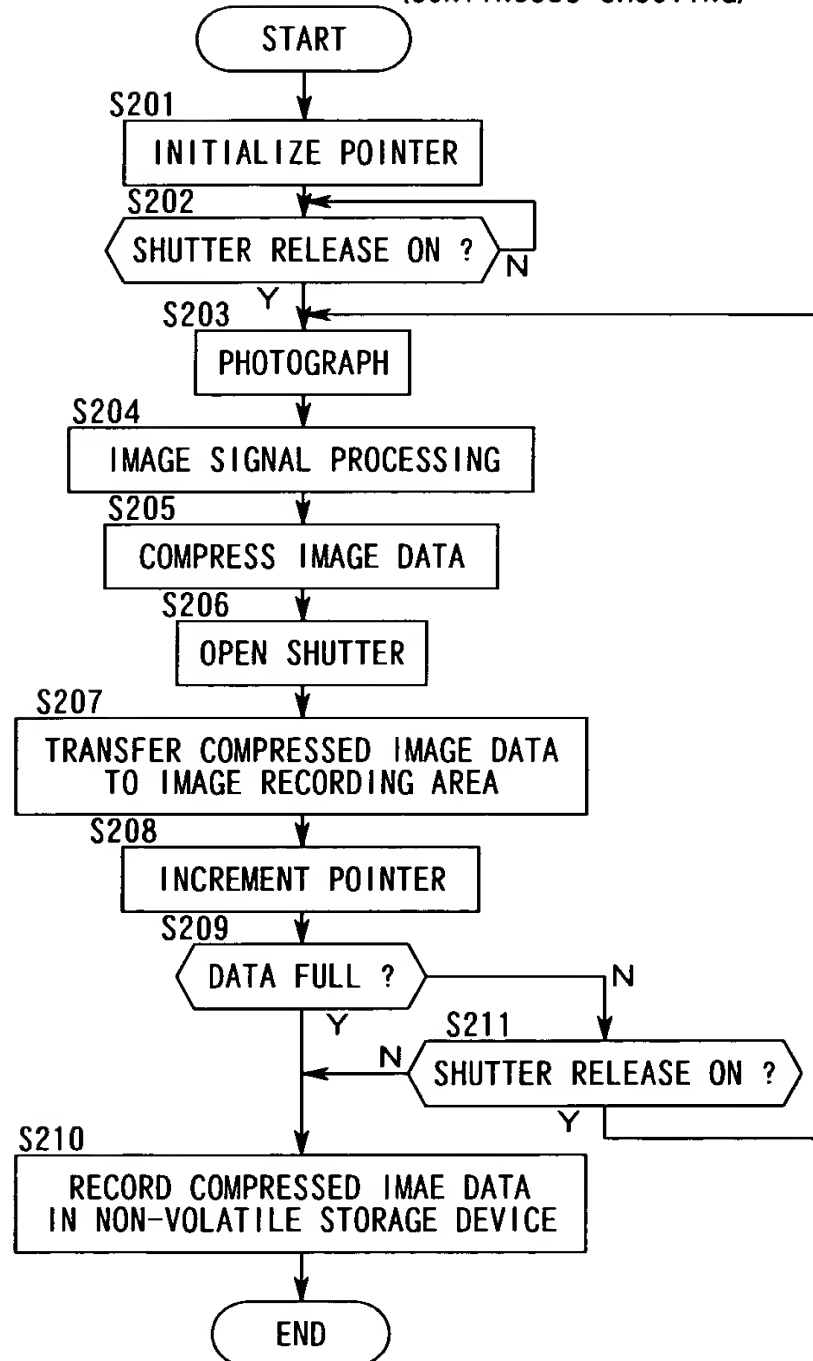 START
S201
INITIALIZE POINTER
S202
SHUTTER RELEASE ON ?
N
Y
S203
PHOTOGRAPH
S204
IMAGE SIGNAL PROCESSING
S205
COMPRESS IMAGE DATA
S206
OPEN SHUTTER
S207
TRANSFER COMPRESSED IMAGE DATA
TO IMAGE RECORDING AREA
S208
INCREMENT POINTER
S209
DATA FULL ?
N
Y
S211
N
SHUTTER RELEASE ON ?
Y
S210
RECORD COMPRESSED IMAE DATA
IN NON-VOLATILE STORAGE DEVICE
END